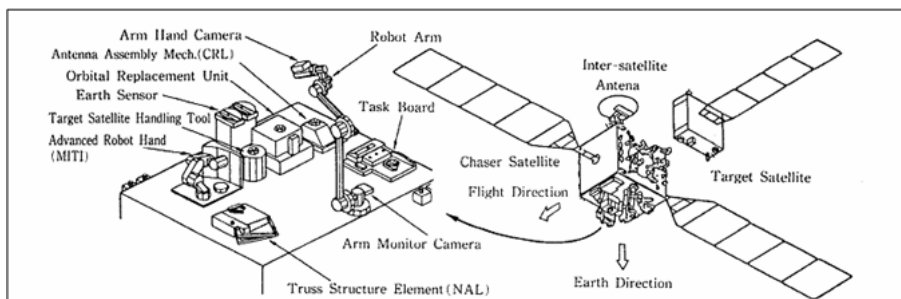 Arm Hand Camera
Robot Arm
Antenna Assembly Mech.(CRL)
Orbital Replacement Unit
Earth Sensor
Task Board
Target Satellite Handling Tool
Advanced Robot Hand
(MITI)
Arm Monitor Camera
Truss Structure Element(NAL)
Inter-satellite
Antena
Chaser Satellite
Target Satellite
Flight Direction
Earth Direction